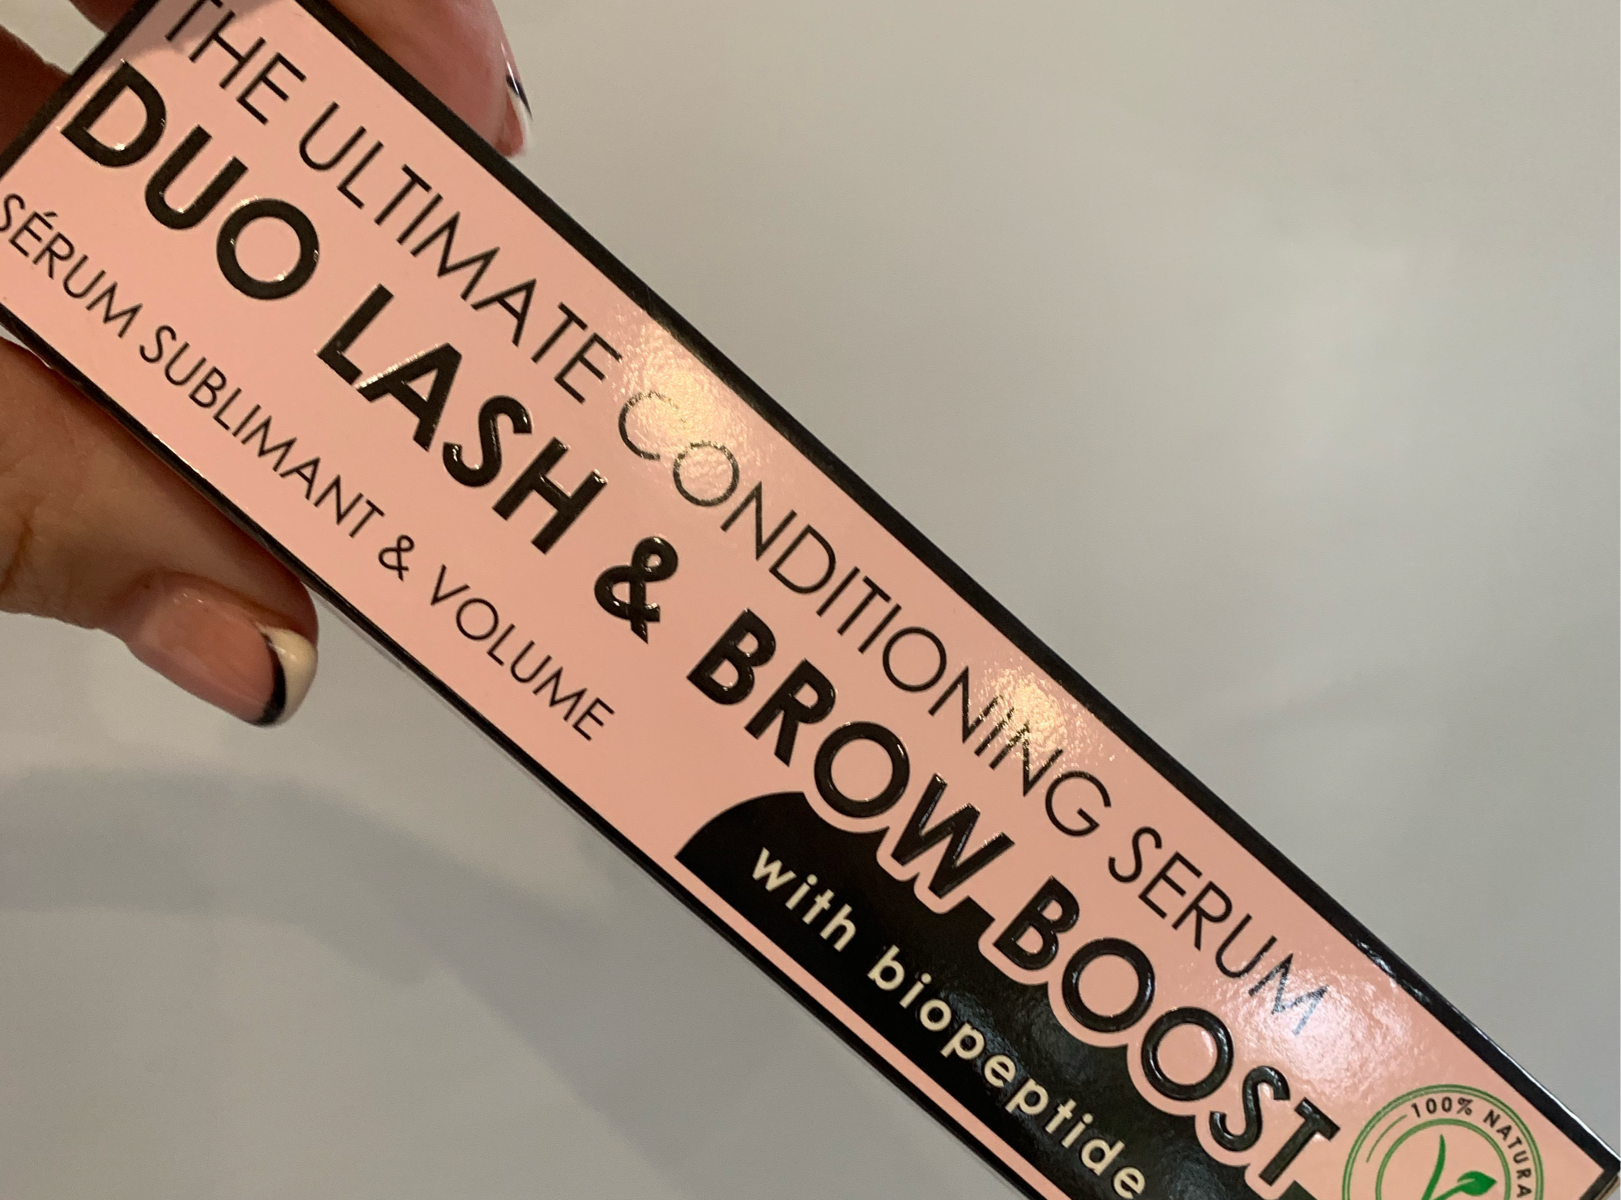 THE ULTIMATE CONDITIONING SERUM
DUO LASH & BROW BOOST
SÉRUM SUBLIMANT & VOLUME
with biopeptide
100% NATURA